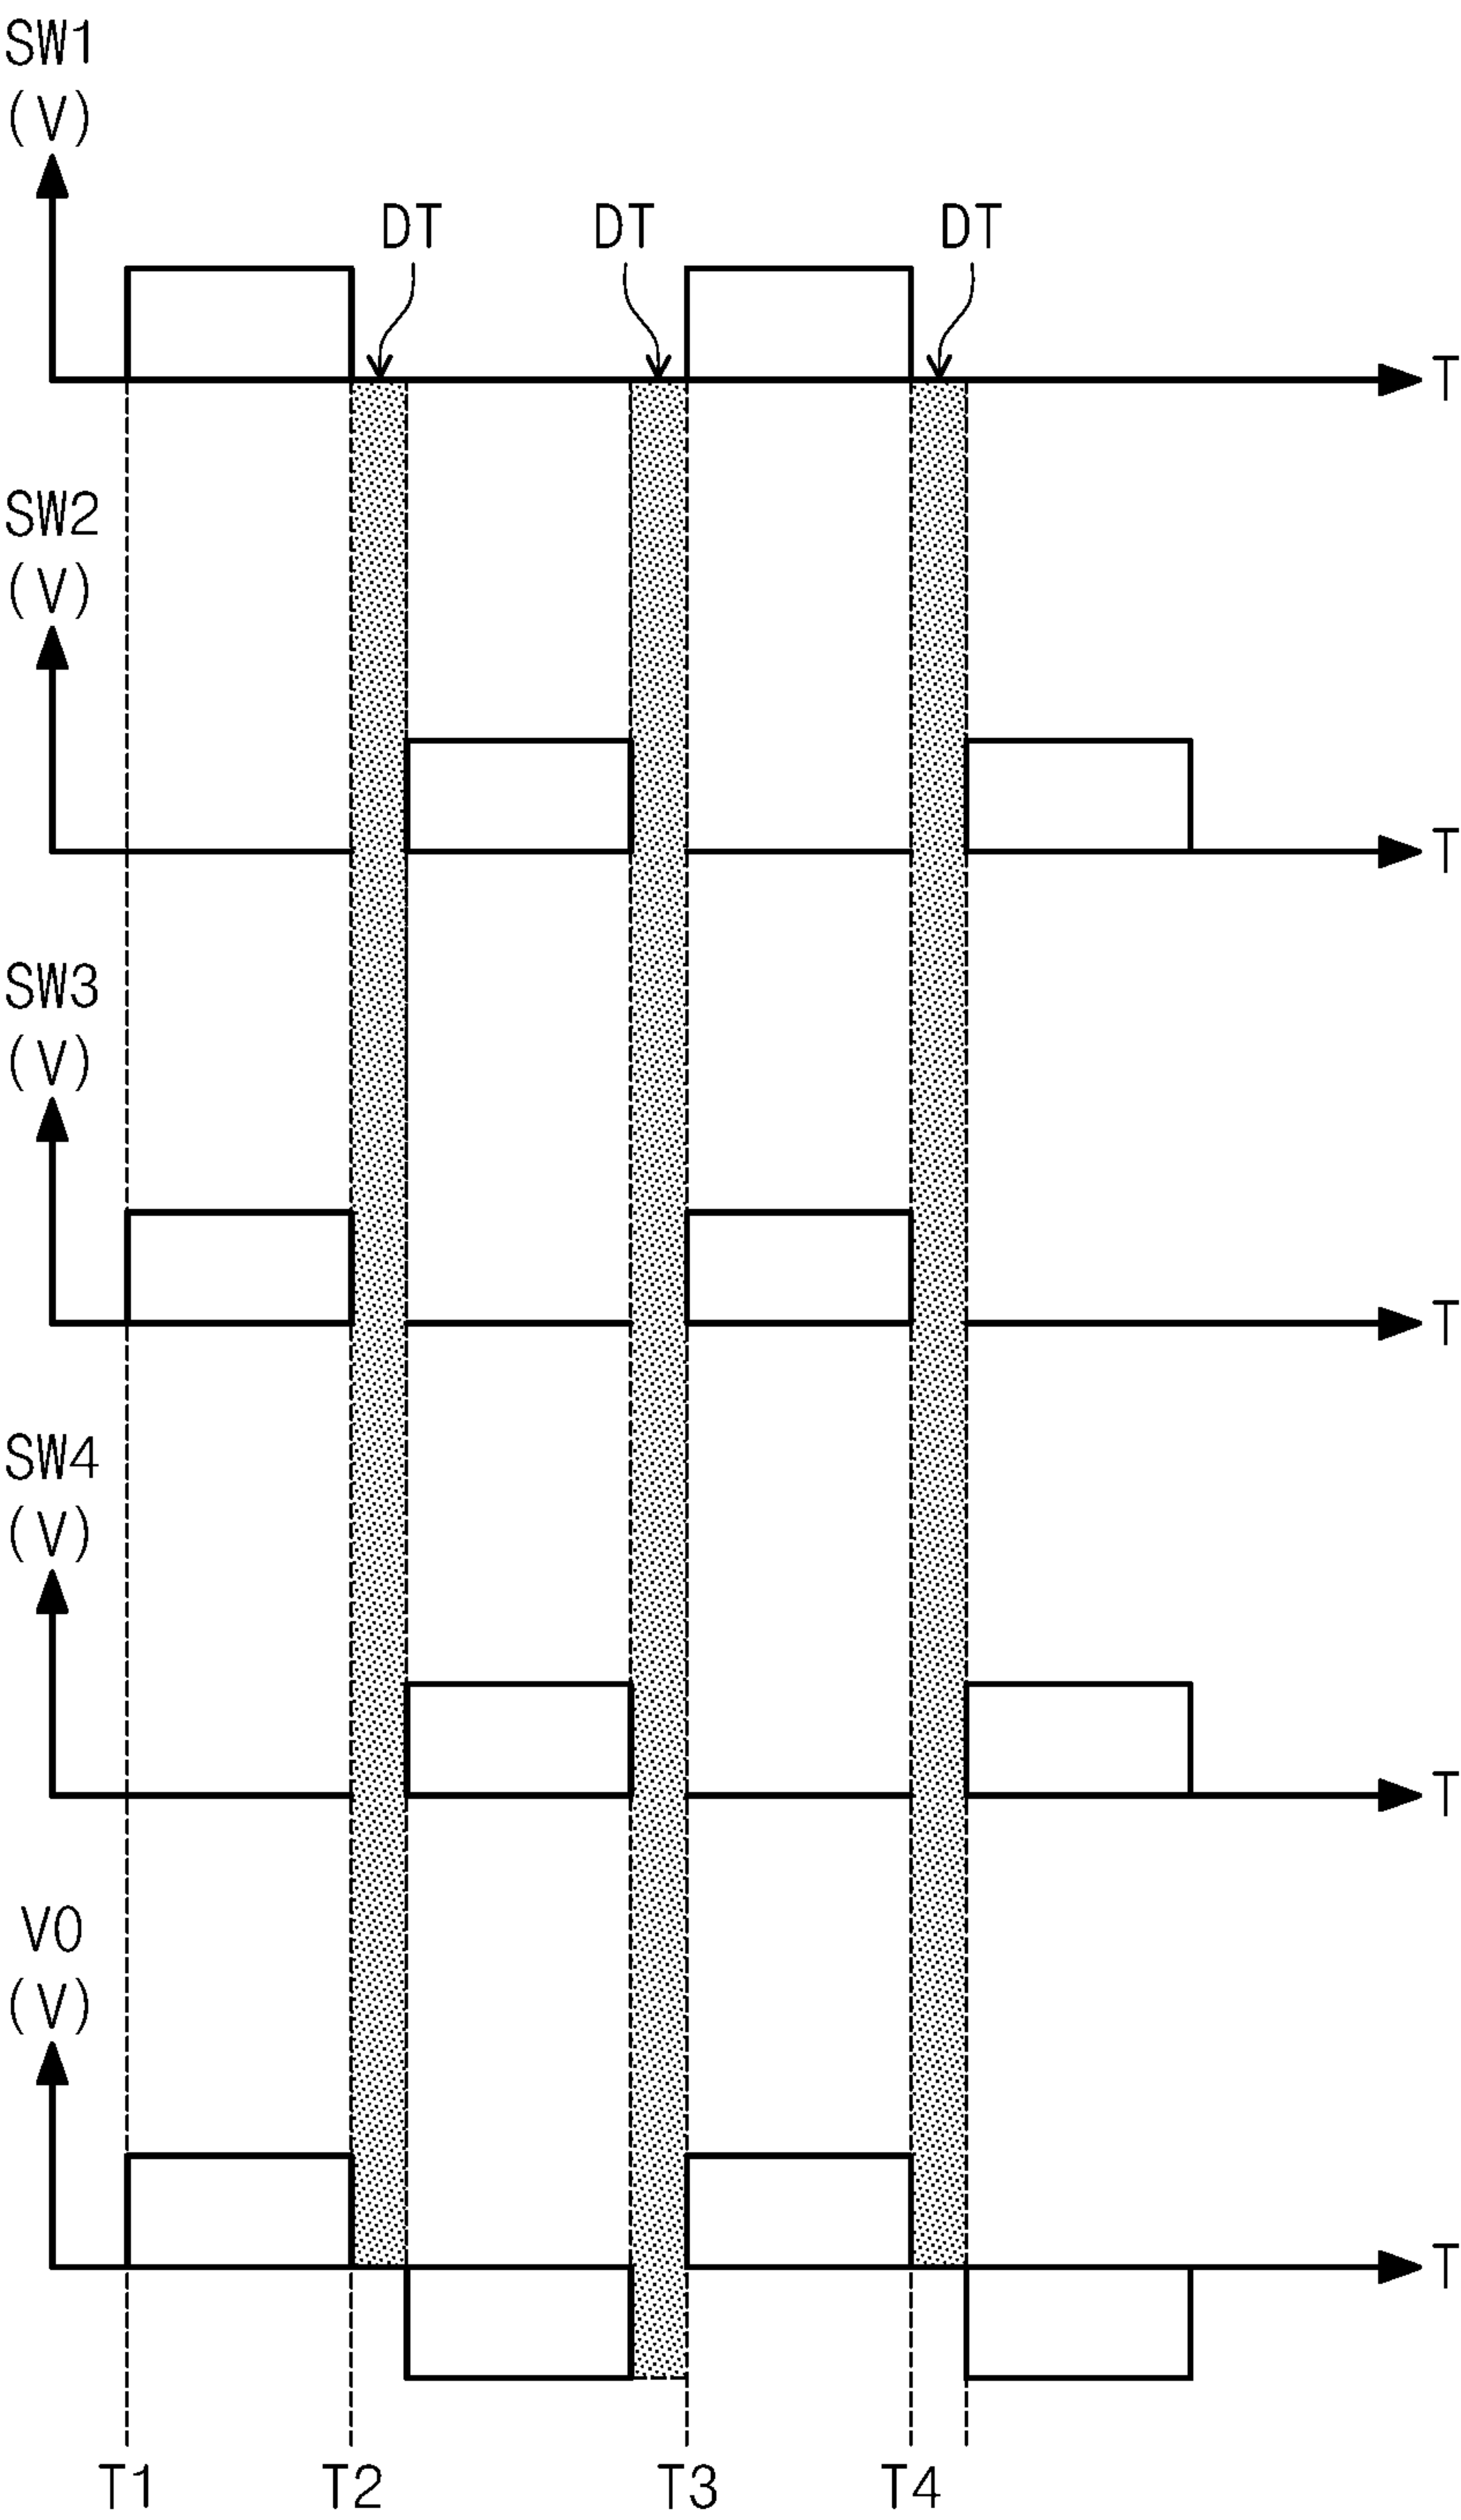 SW1
(V)
DT DT DT
T
SW2
(V)
T
SW3
(V)
T
SW4
(V)
T
V0
(V)
T
T1 T2 T3 T4